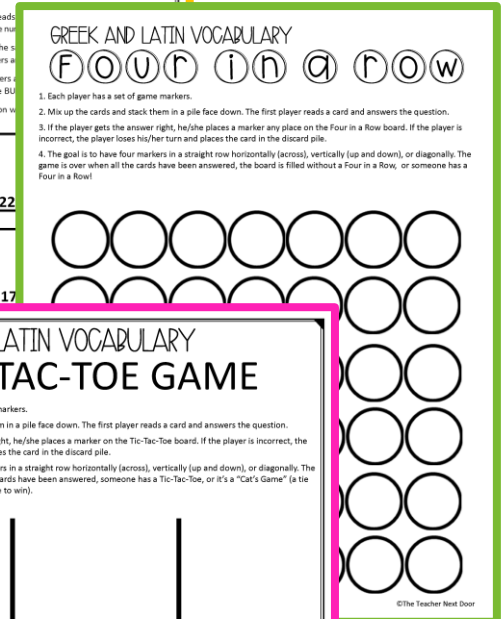 GREEK AND LATIN VOCABULARY
Four in a row
1. Each player has a set of game markers.
2. Mix up the cards and stack them in a pile face down. The first player reads a card and answers the question.
3. If the player gets the answer right, he/she places a marker any place on the Four in a Row board. If the player is
incorrect, the player loses his/her turn and places the card in the discard pile.
4. The goal is to have four markers in a straight row horizontally (across), vertically (up and down), or diagonally. The
game is over when all the cards have been answered, the board is filled without a Four in a Row, or someone has a
Four in a Row!
22
17
LATIN VOCABULARY
TAC-TOE GAME
in a pile face down. The first player reads a card and answers the question.
he/she places a marker on the Tic-Tac-Toe board. If the player is incorrect, the
the card in the discard pile.
in a straight row horizontally (across), vertically (up and down), or diagonally. The
have been answered, someone has a Tic-Tac-Toe, or it's a "Cat's Game" (a tie
to win).
©The Teacher Next Door